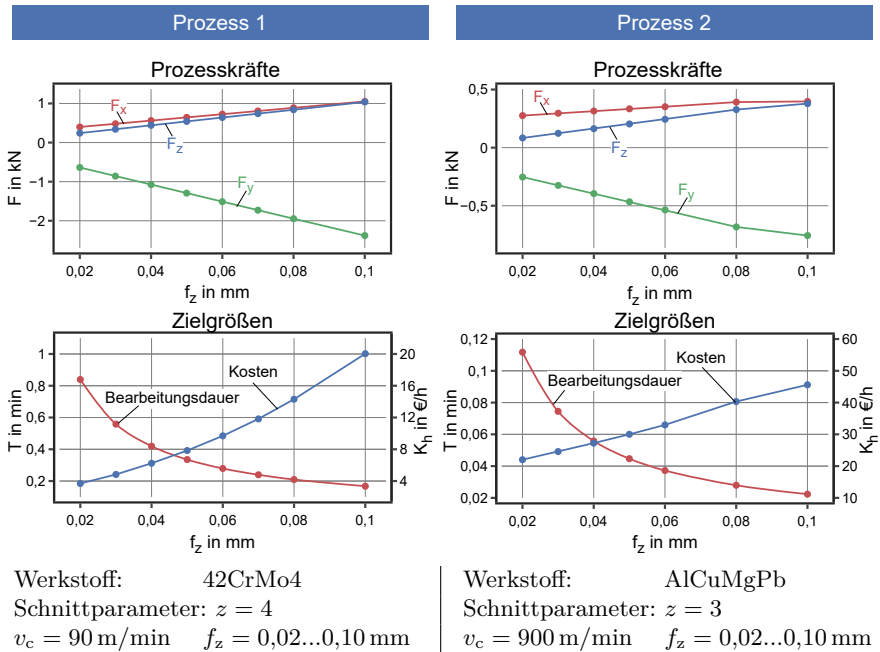 Prozess 1
Prozesskräfte
F in kN
1
0
−1
−2
F_x
F_z
F_y
0,02 0,04 0,06 0,08 0,1
f_z in mm
Zielgrößen
T in min
1
0,8
0,6
0,4
0,2
Kosten
Bearbeitungsdauer
20
16
12
8
4
K_h in €/h
0,02 0,04 0,06 0,08 0,1
f_z in mm
Werkstoff: 42CrMo4
Schnittparameter: z = 4
v_c = 90 m/min f_z = 0,02...0,10 mm
Prozess 2
Prozesskräfte
F in kN
0,5
0
−0,5
F_x
F_z
F_y
0,02 0,04 0,06 0,08 0,1
f_z in mm
Zielgrößen
T in min
0,12
0,1
0,08
0,06
0,04
0,02
Kosten
Bearbeitungsdauer
60
50
40
30
20
10
K_h in €/h
0,02 0,04 0,06 0,08 0,1
f_z in mm
Werkstoff: AlCuMgPb
Schnittparameter: z = 3
v_c = 900 m/min f_z = 0,02...0,10 mm